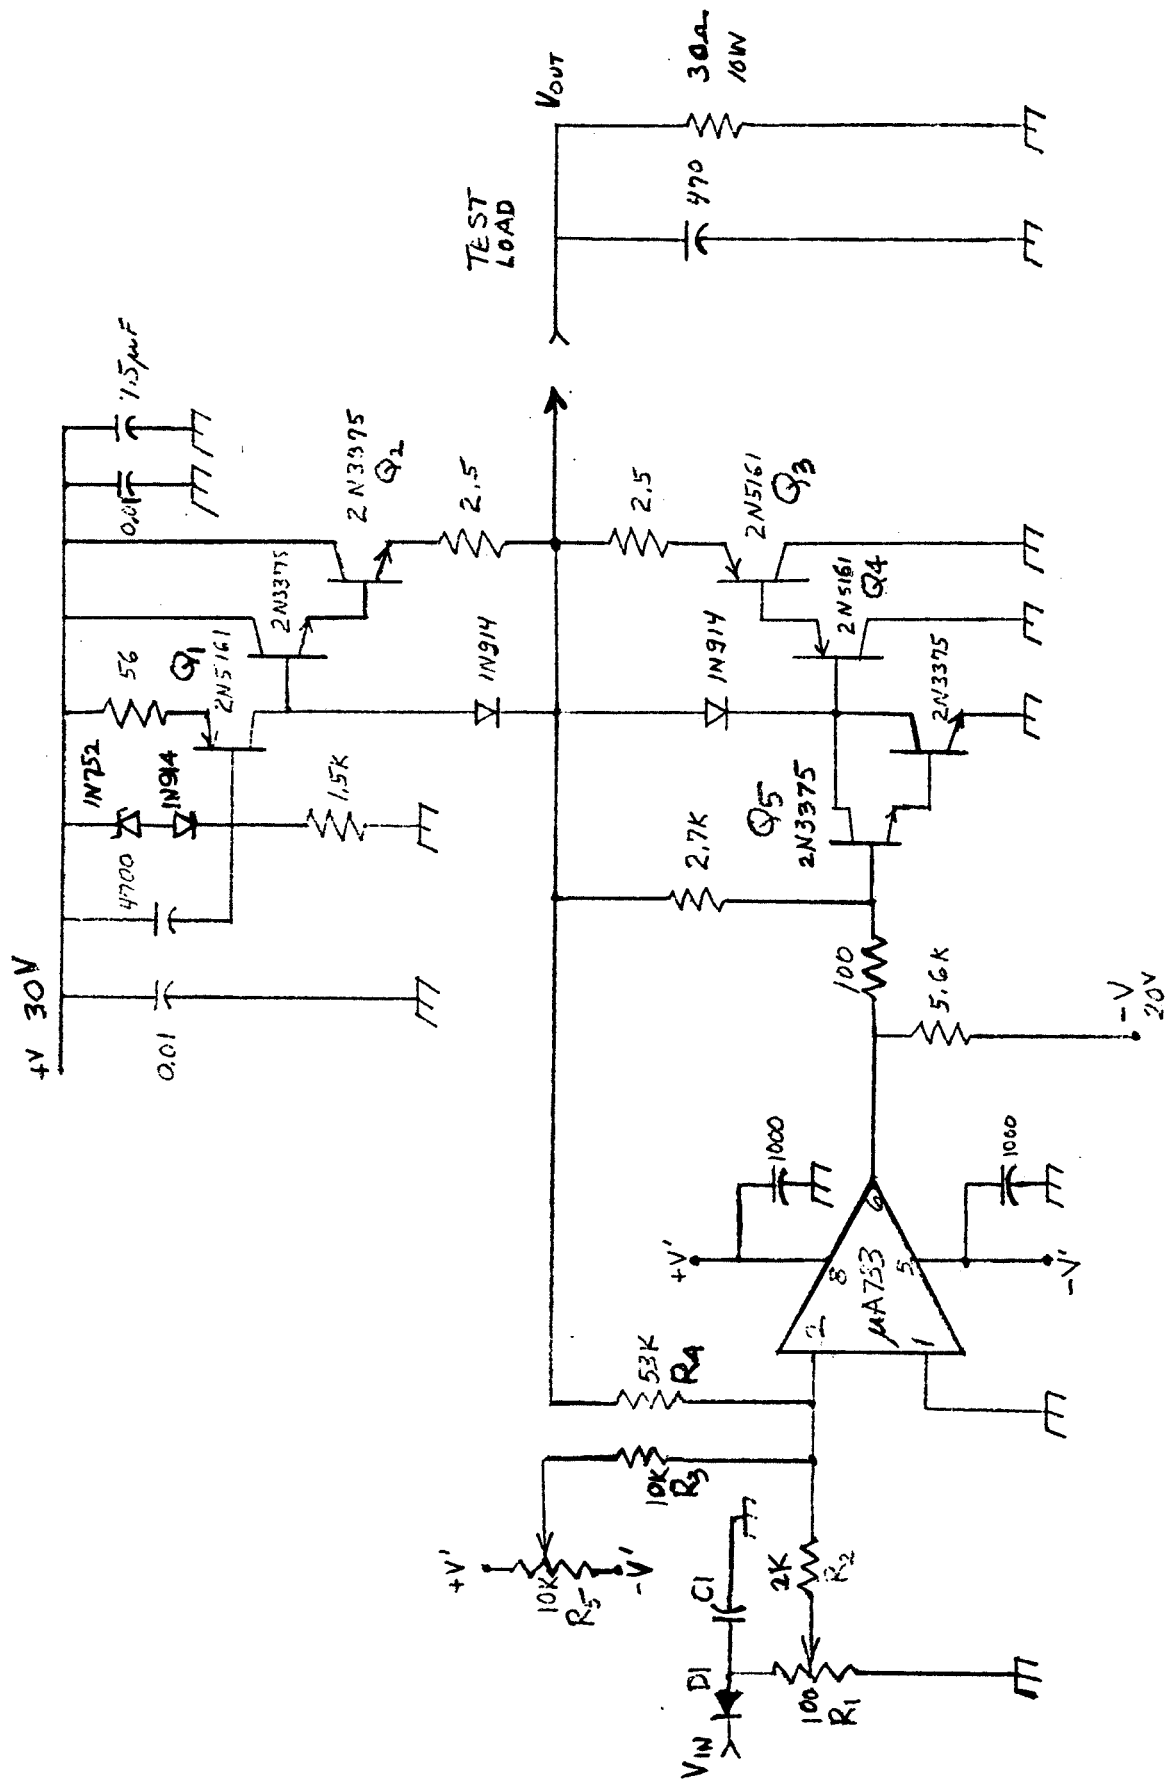 +V 30V
0.01
4700
1N752
1N914
1.5K
56
Q1
2N5161
2N3375
0.01
7.5µF
2N3375
Q2
2.5
1N914
TEST
LOAD
VOUT
470
30Ω
10W
2.5
2N5161
Q3
1N914
2N5161
Q4
2N3375
Q5
2N3375
2.7K
100
5.6K
-V
20V
+V'
1000
8
2
µA733
6
5
1
-V'
1000
53K
R4
10K
R3
+V'
10K
R5
-V'
C1
2K
R2
D1
VIN
100
R1